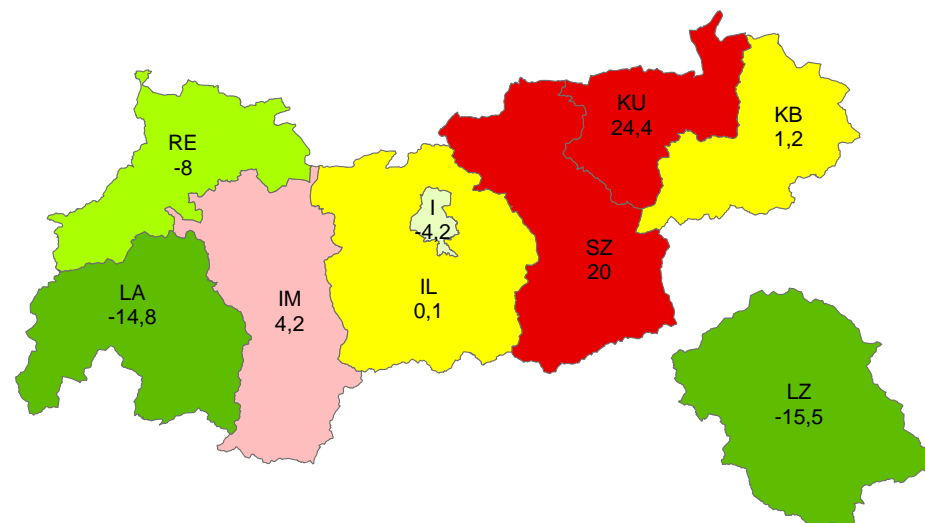 KU
24,4
KB
1,2
RE
-8
I
-4,2
SZ
20
IL
0,1
LA
-14,8
IM
4,2
LZ
-15,5